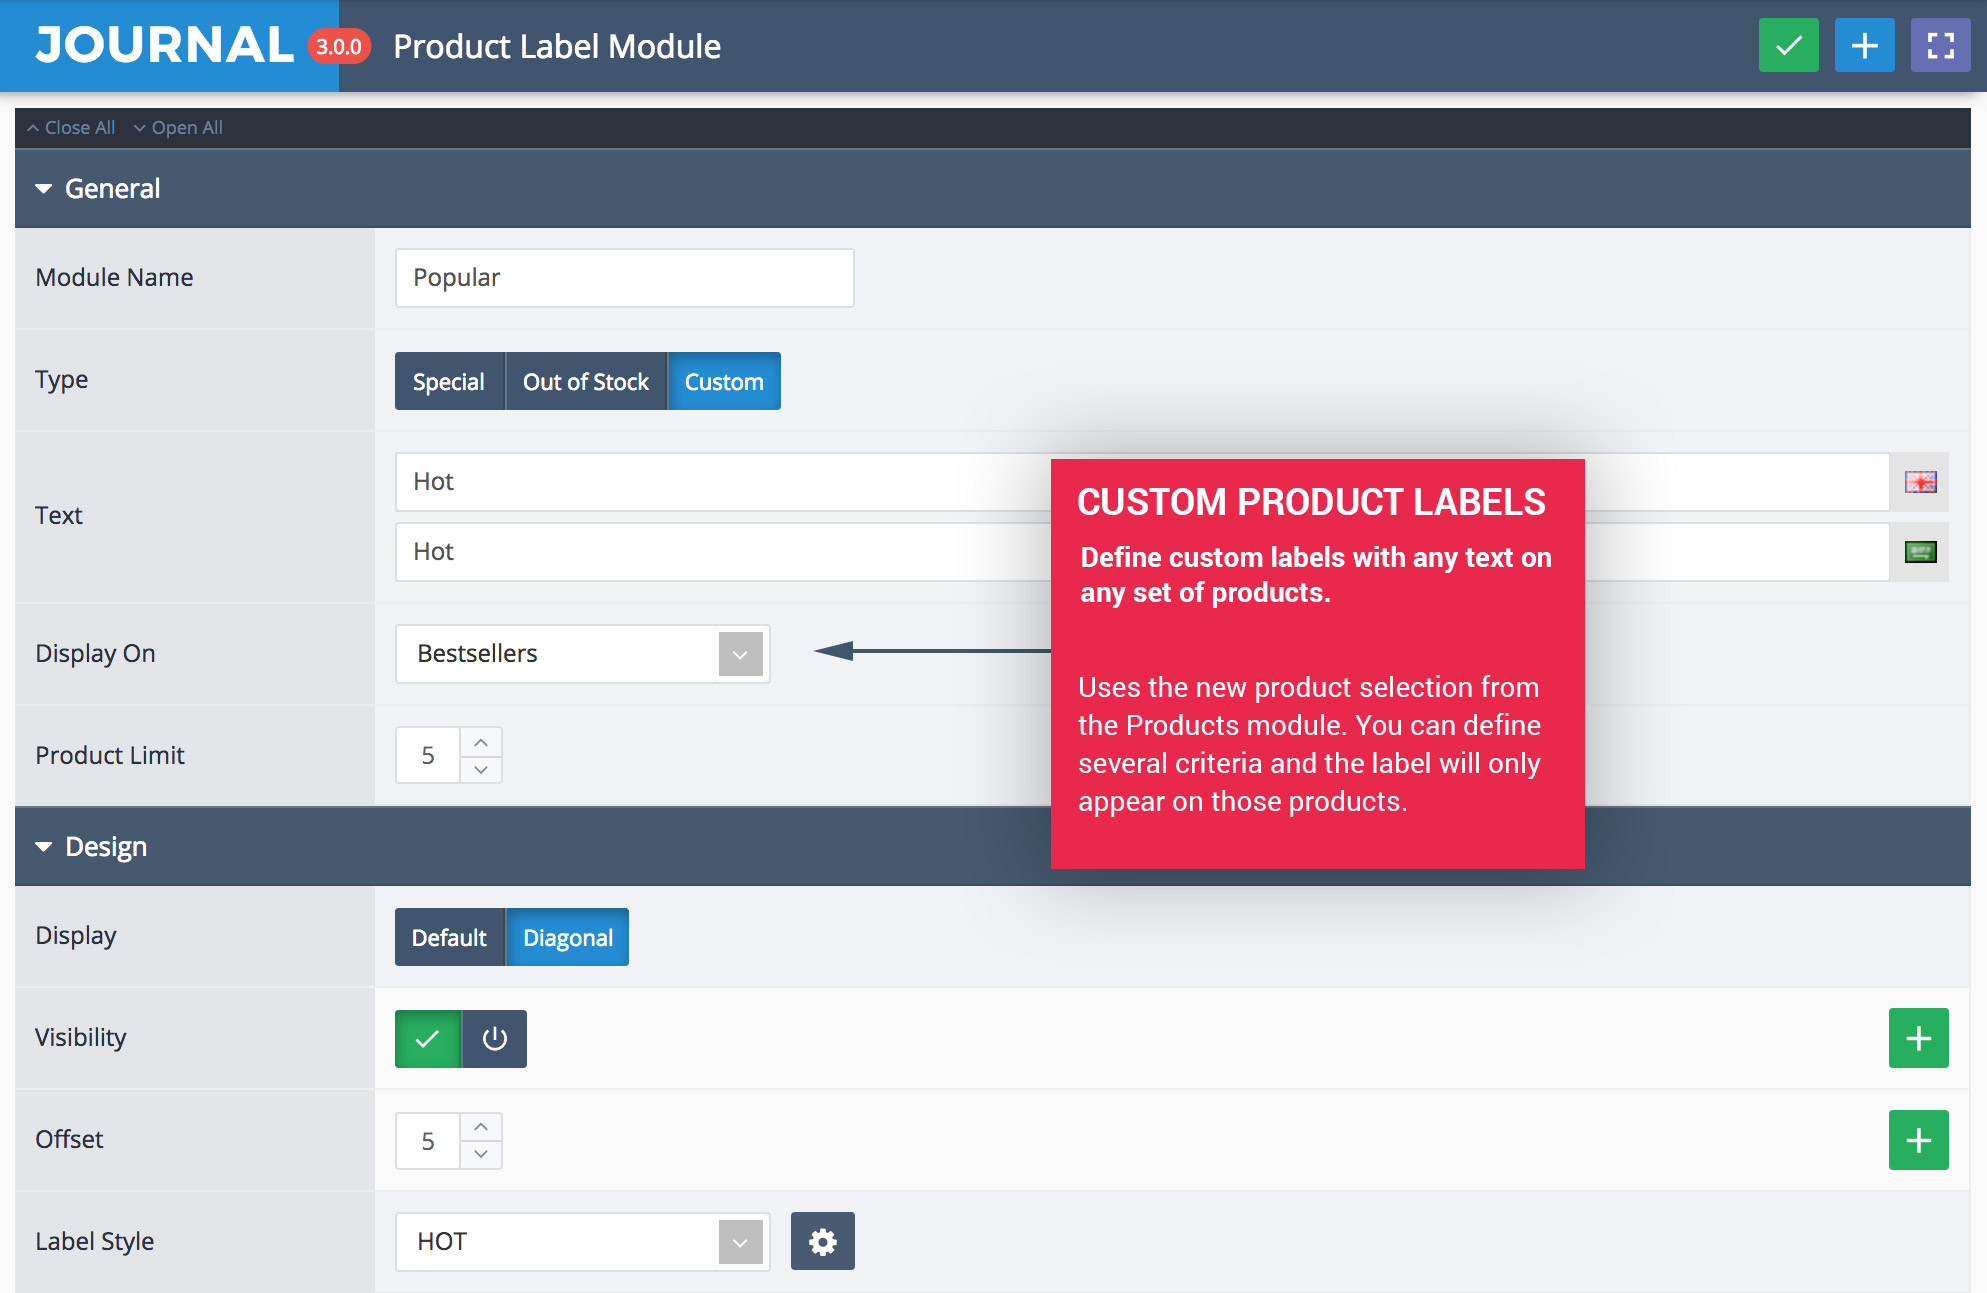 JOURNAL 3.0.0 Product Label Module
Close All Open All
General
Module Name Popular
Type Special Out of Stock Custom
Text
Hot
Hot
CUSTOM PRODUCT LABELS
Define custom labels with any text on
any set of products.
Uses the new product selection from
the Products module. You can define
several criteria and the label will only
appear on those products.
Display On Bestsellers
Product Limit 5
Design
Display Default Diagonal
Visibility
Offset 5
Label Style HOT